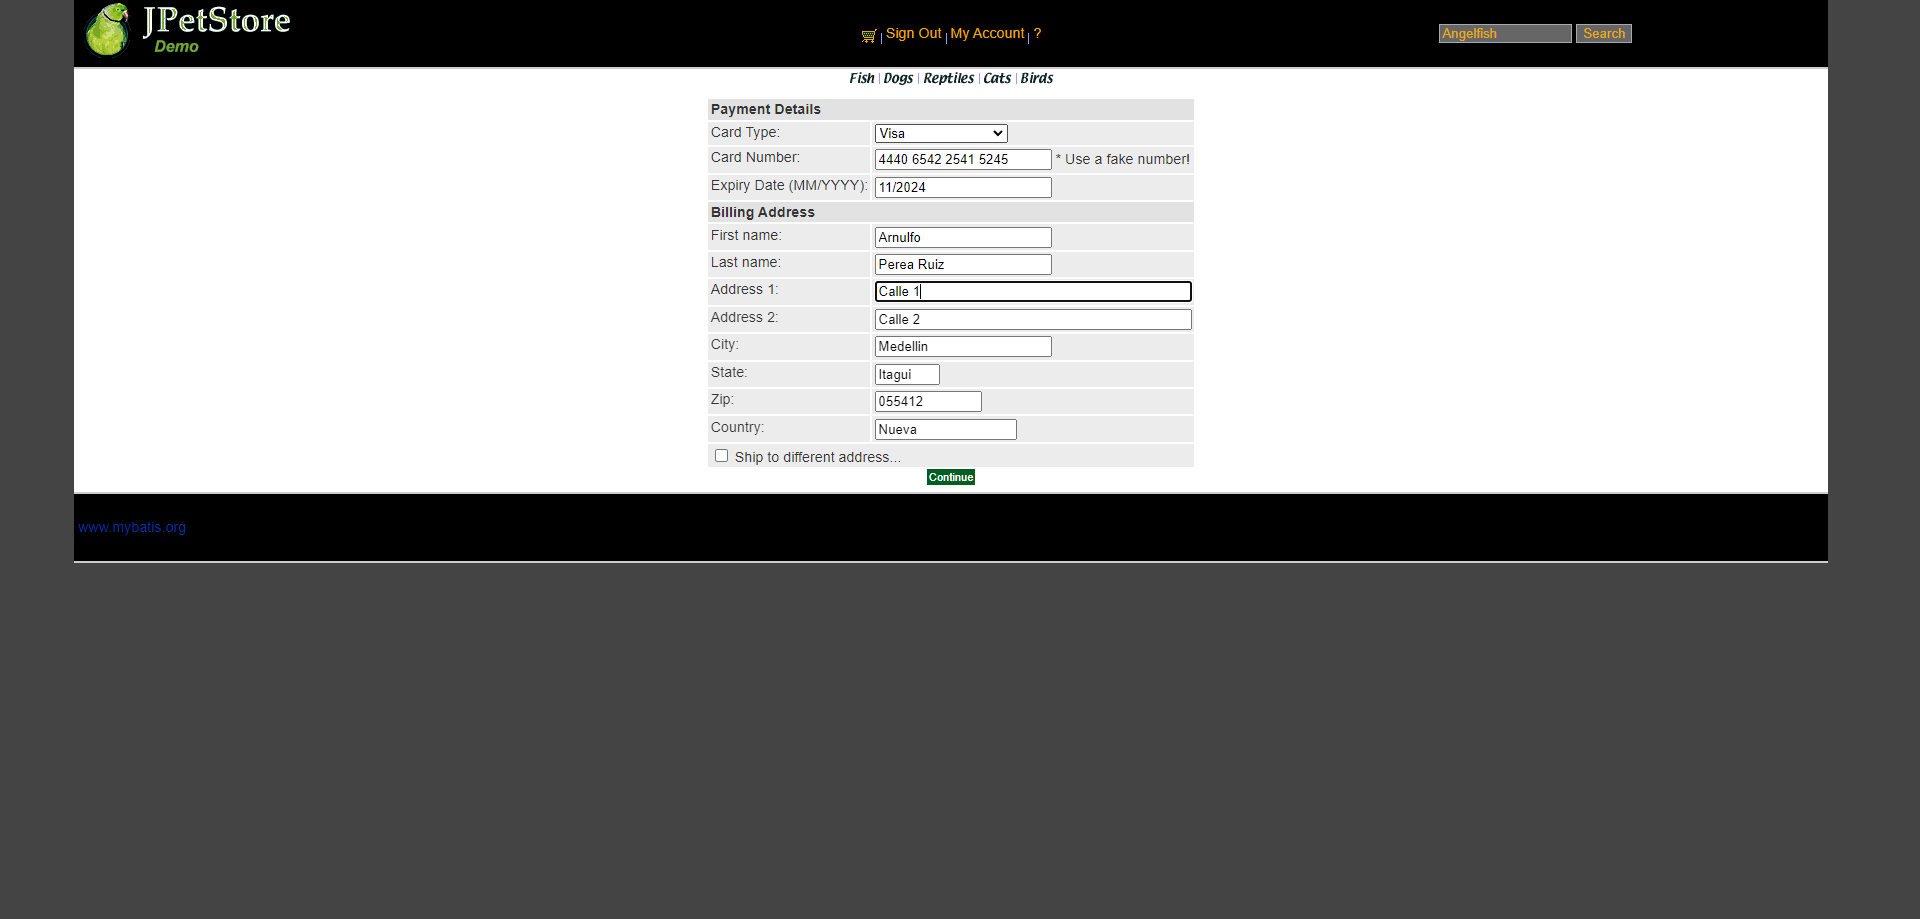 JPetStore
Demo
Sign Out | My Account | ?
Angelfish Search
Fish | Dogs | Reptiles | Cats | Birds
Payment Details
Card Type: Visa
Card Number: 4440 6542 2541 5245 * Use a fake number!
Expiry Date (MM/YYYY): 11/2024
Billing Address
First name: Arnulfo
Last name: Perea Ruiz
Address 1: Calle 1
Address 2: Calle 2
City: Medellin
State: Itagui
Zip: 055412
Country: Nueva
Ship to different address...
Continue
www.mybatis.org